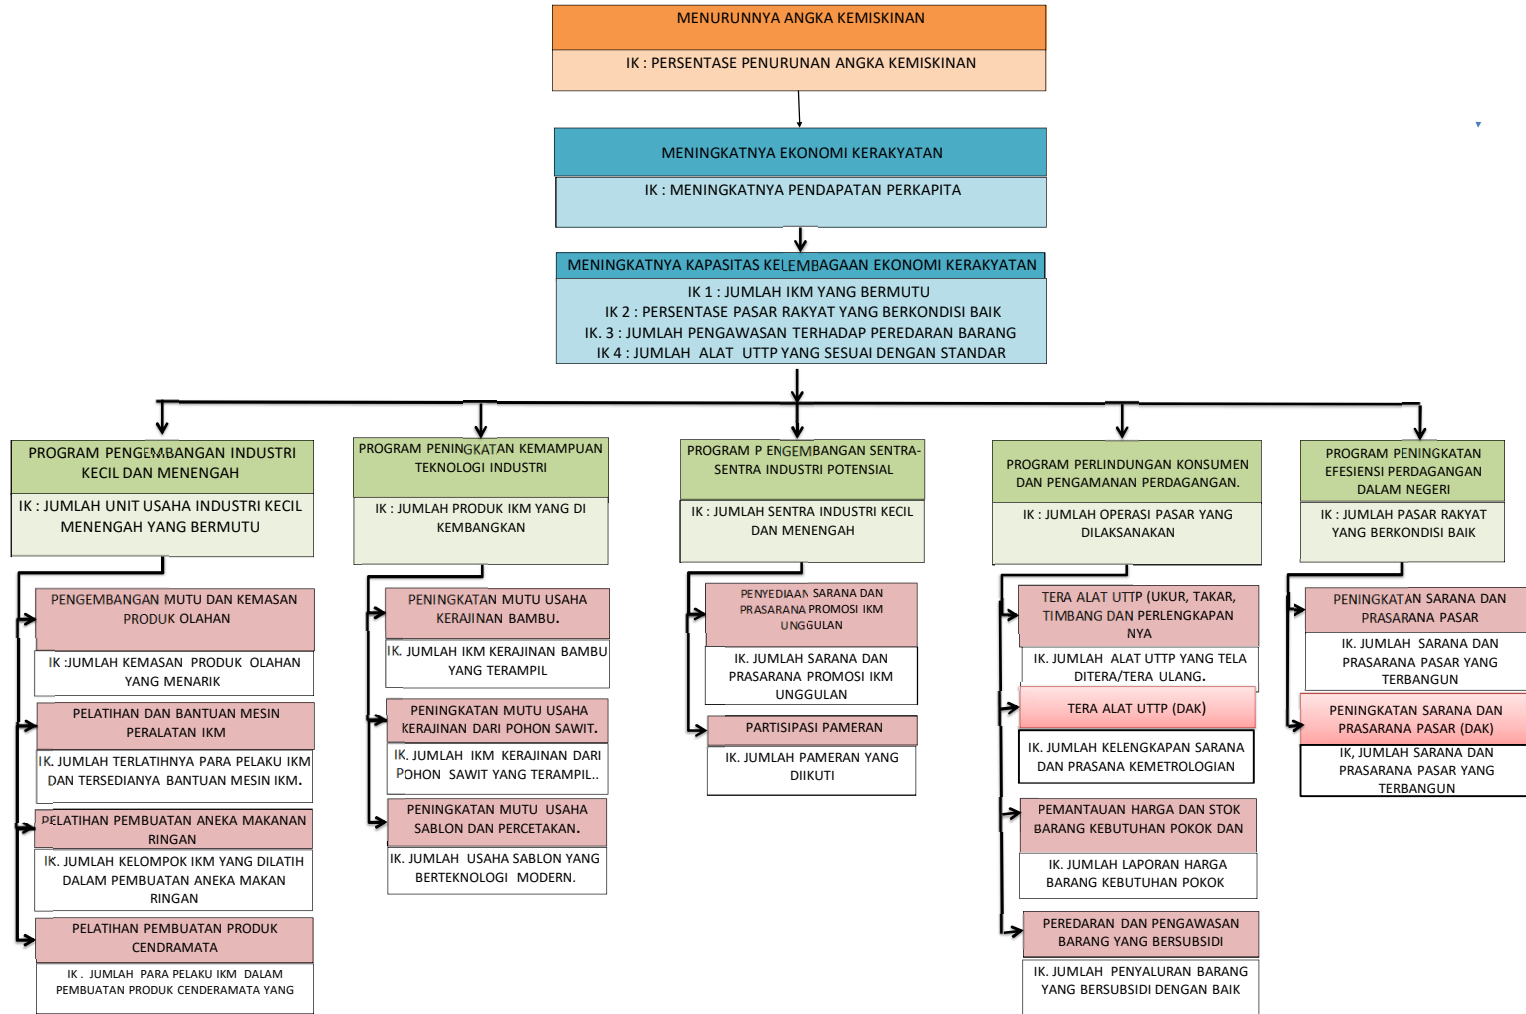 MENURUNNYA ANGKA KEMISKINAN
IK : PERSENTASE PENURUNAN ANGKA KEMISKINAN
MENINGKATNYA EKONOMI KERAKYATAN
IK : MENINGKATNYA PENDAPATAN PERKAPITA
MENINGKATNYA KAPASITAS KELEMBAGAAN EKONOMI KERAKYATAN
IK 1 : JUMLAH IKM YANG BERMUTU
IK 2 : PERSENTASE PASAR RAKYAT YANG BERKONDISI BAIK
IK. 3 : JUMLAH PENGAWASAN TERHADAP PEREDARAN BARANG
IK 4 : JUMLAH ALAT UTTP YANG SESUAI DENGAN STANDAR
PROGRAM PENGEMBANGAN INDUSTRI
KECIL DAN MENENGAH
IK : JUMLAH UNIT USAHA INDUSTRI KECIL
MENENGAH YANG BERMUTU
PENGEMBANGAN MUTU DAN KEMASAN
PRODUK OLAHAN
IK :JUMLAH KEMASAN PRODUK OLAHAN
YANG MENARIK
PELATIHAN DAN BANTUAN MESIN
PERALATAN IKM
IK. JUMLAH TERLATIHNYA PARA PELAKU IKM
DAN TERSEDIANYA BANTUAN MESIN IKM.
PELATIHAN PEMBUATAN ANEKA MAKANAN
RINGAN
IK. JUMLAH KELOMPOK IKM YANG DILATIH
DALAM PEMBUATAN ANEKA MAKAN
RINGAN
PELATIHAN PEMBUATAN PRODUK
CENDRAMATA
IK . JUMLAH PARA PELAKU IKM DALAM
PEMBUATAN PRODUK CENDERAMATA YANG
PROGRAM PENINGKATAN KEMAMPUAN
TEKNOLOGI INDUSTRI
IK : JUMLAH PRODUK IKM YANG DI
KEMBANGKAN
PENINGKATAN MUTU USAHA
KERAJINAN BAMBU.
IK. JUMLAH IKM KERAJINAN BAMBU
YANG TERAMPIL
PENINGKATAN MUTU USAHA
KERAJINAN DARI POHON SAWIT.
IK. JUMLAH IKM KERAJINAN DARI
POHON SAWIT YANG TERAMPIL..
PENINGKATAN MUTU USAHA
SABLON DAN PERCETAKAN.
IK. JUMLAH USAHA SABLON YANG
BERTEKNOLOGI MODERN.
PROGRAM P ENGEMBANGAN SENTRA-
SENTRA INDUSTRI POTENSIAL
IK : JUMLAH SENTRA INDUSTRI KECIL
DAN MENENGAH
PENYEDIAAN SARANA DAN
PRASARANA PROMOSI IKM
UNGGULAN
IK. JUMLAH SARANA DAN
PRASARANA PROMOSI IKM
UNGGULAN
PARTISIPASI PAMERAN
IK. JUMLAH PAMERAN YANG
DIIKUTI
PROGRAM PERLINDUNGAN KONSUMEN
DAN PENGAMANAN PERDAGANGAN.
IK : JUMLAH OPERASI PASAR YANG
DILAKSANAKAN
TERA ALAT UTTP (UKUR, TAKAR,
TIMBANG DAN PERLENGKAPAN
NYA
IK. JUMLAH ALAT UTTP YANG TELA
DITERA/TERA ULANG.
TERA ALAT UTTP (DAK)
IK. JUMLAH KELENGKAPAN SARANA
DAN PRASANA KEMETROLOGIAN
PEMANTAUAN HARGA DAN STOK
BARANG KEBUTUHAN POKOK DAN
IK. JUMLAH LAPORAN HARGA
BARANG KEBUTUHAN POKOK
PEREDARAN DAN PENGAWASAN
BARANG YANG BERSUBSIDI
IK. JUMLAH PENYALURAN BARANG
YANG BERSUBSIDI DENGAN BAIK
PROGRAM PENINGKATAN
EFESIENSI PERDAGANGAN
DALAM NEGERI
IK : JUMLAH PASAR RAKYAT
YANG BERKONDISI BAIK
PENINGKATAN SARANA DAN
PRASARANA PASAR
IK. JUMLAH SARANA DAN
PRASARANA PASAR YANG
TERBANGUN
PENINGKATAN SARANA DAN
PRASARANA PASAR (DAK)
IK, JUMLAH SARANA DAN
PRASARANA PASAR YANG
TERBANGUN